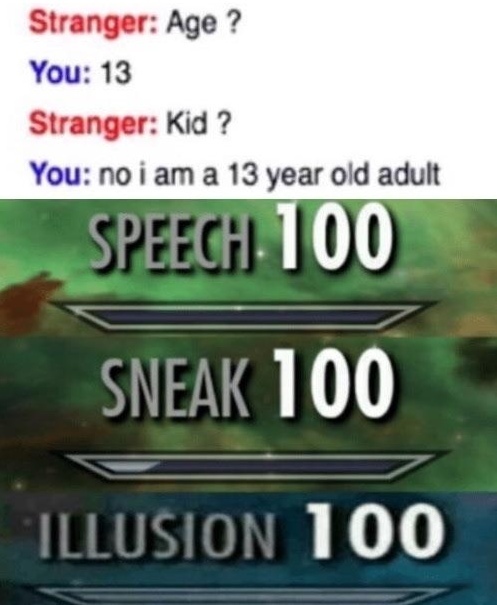 Stranger: Age ?
You: 13
Stranger: Kid ?
You: no i am a 13 year old adult
SPEECH 100
SNEAK 100
ILLUSION 100